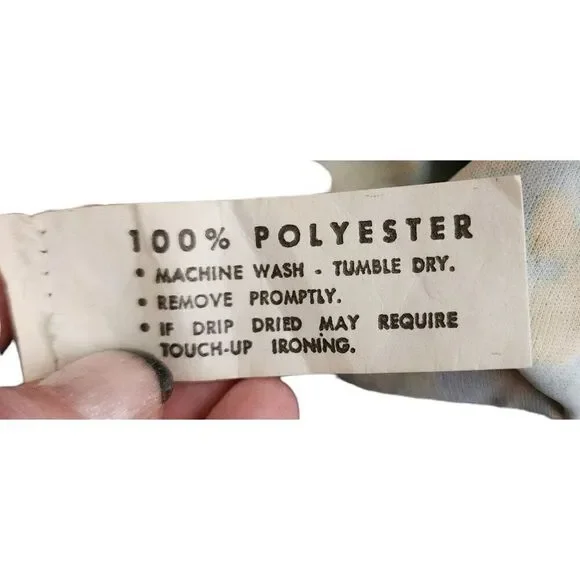 100% POLYESTER
• MACHINE WASH - TUMBLE DRY.
• REMOVE PROMPTLY.
• IF DRIP DRIED MAY REQUIRE
TOUCH-UP IRONING.